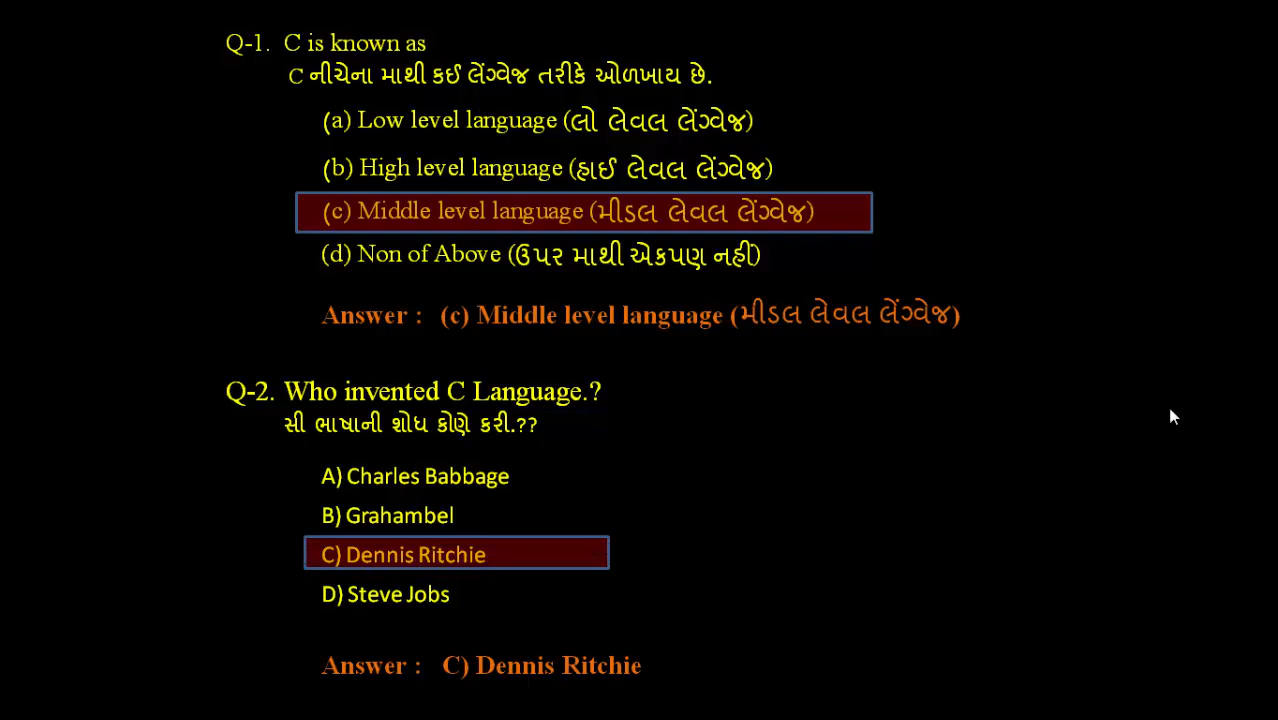 Q-1. C is known as
C નીચેના માથી કઈ લેંગ્વેજ તરીકે ઓળખાય છે.
(a) Low level language (લો લેવલ લેંગ્વેજ)
(b) High level language (હાઈ લેવલ લેંગ્વેજ)
(c) Middle level language (મીડલ લેવલ લેંગ્વેજ)
(d) Non of Above (ઉપર માથી એકપણ નહીં)
Answer : (c) Middle level language (મીડલ લેવલ લેંગ્વેજ)
Q-2. Who invented C Language.?
સી ભાષાની શોધ કોણે કરી.??
A) Charles Babbage
B) Grahambel
C) Dennis Ritchie
D) Steve Jobs
Answer : C) Dennis Ritchie